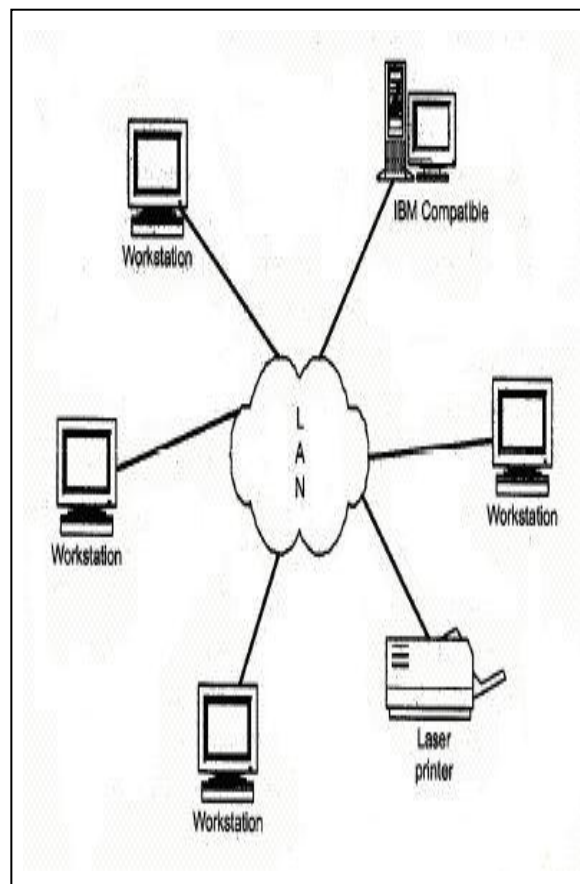 IBM Compatible
Workstation
L
A
N
Workstation
Workstation
Laser
printer
Workstation